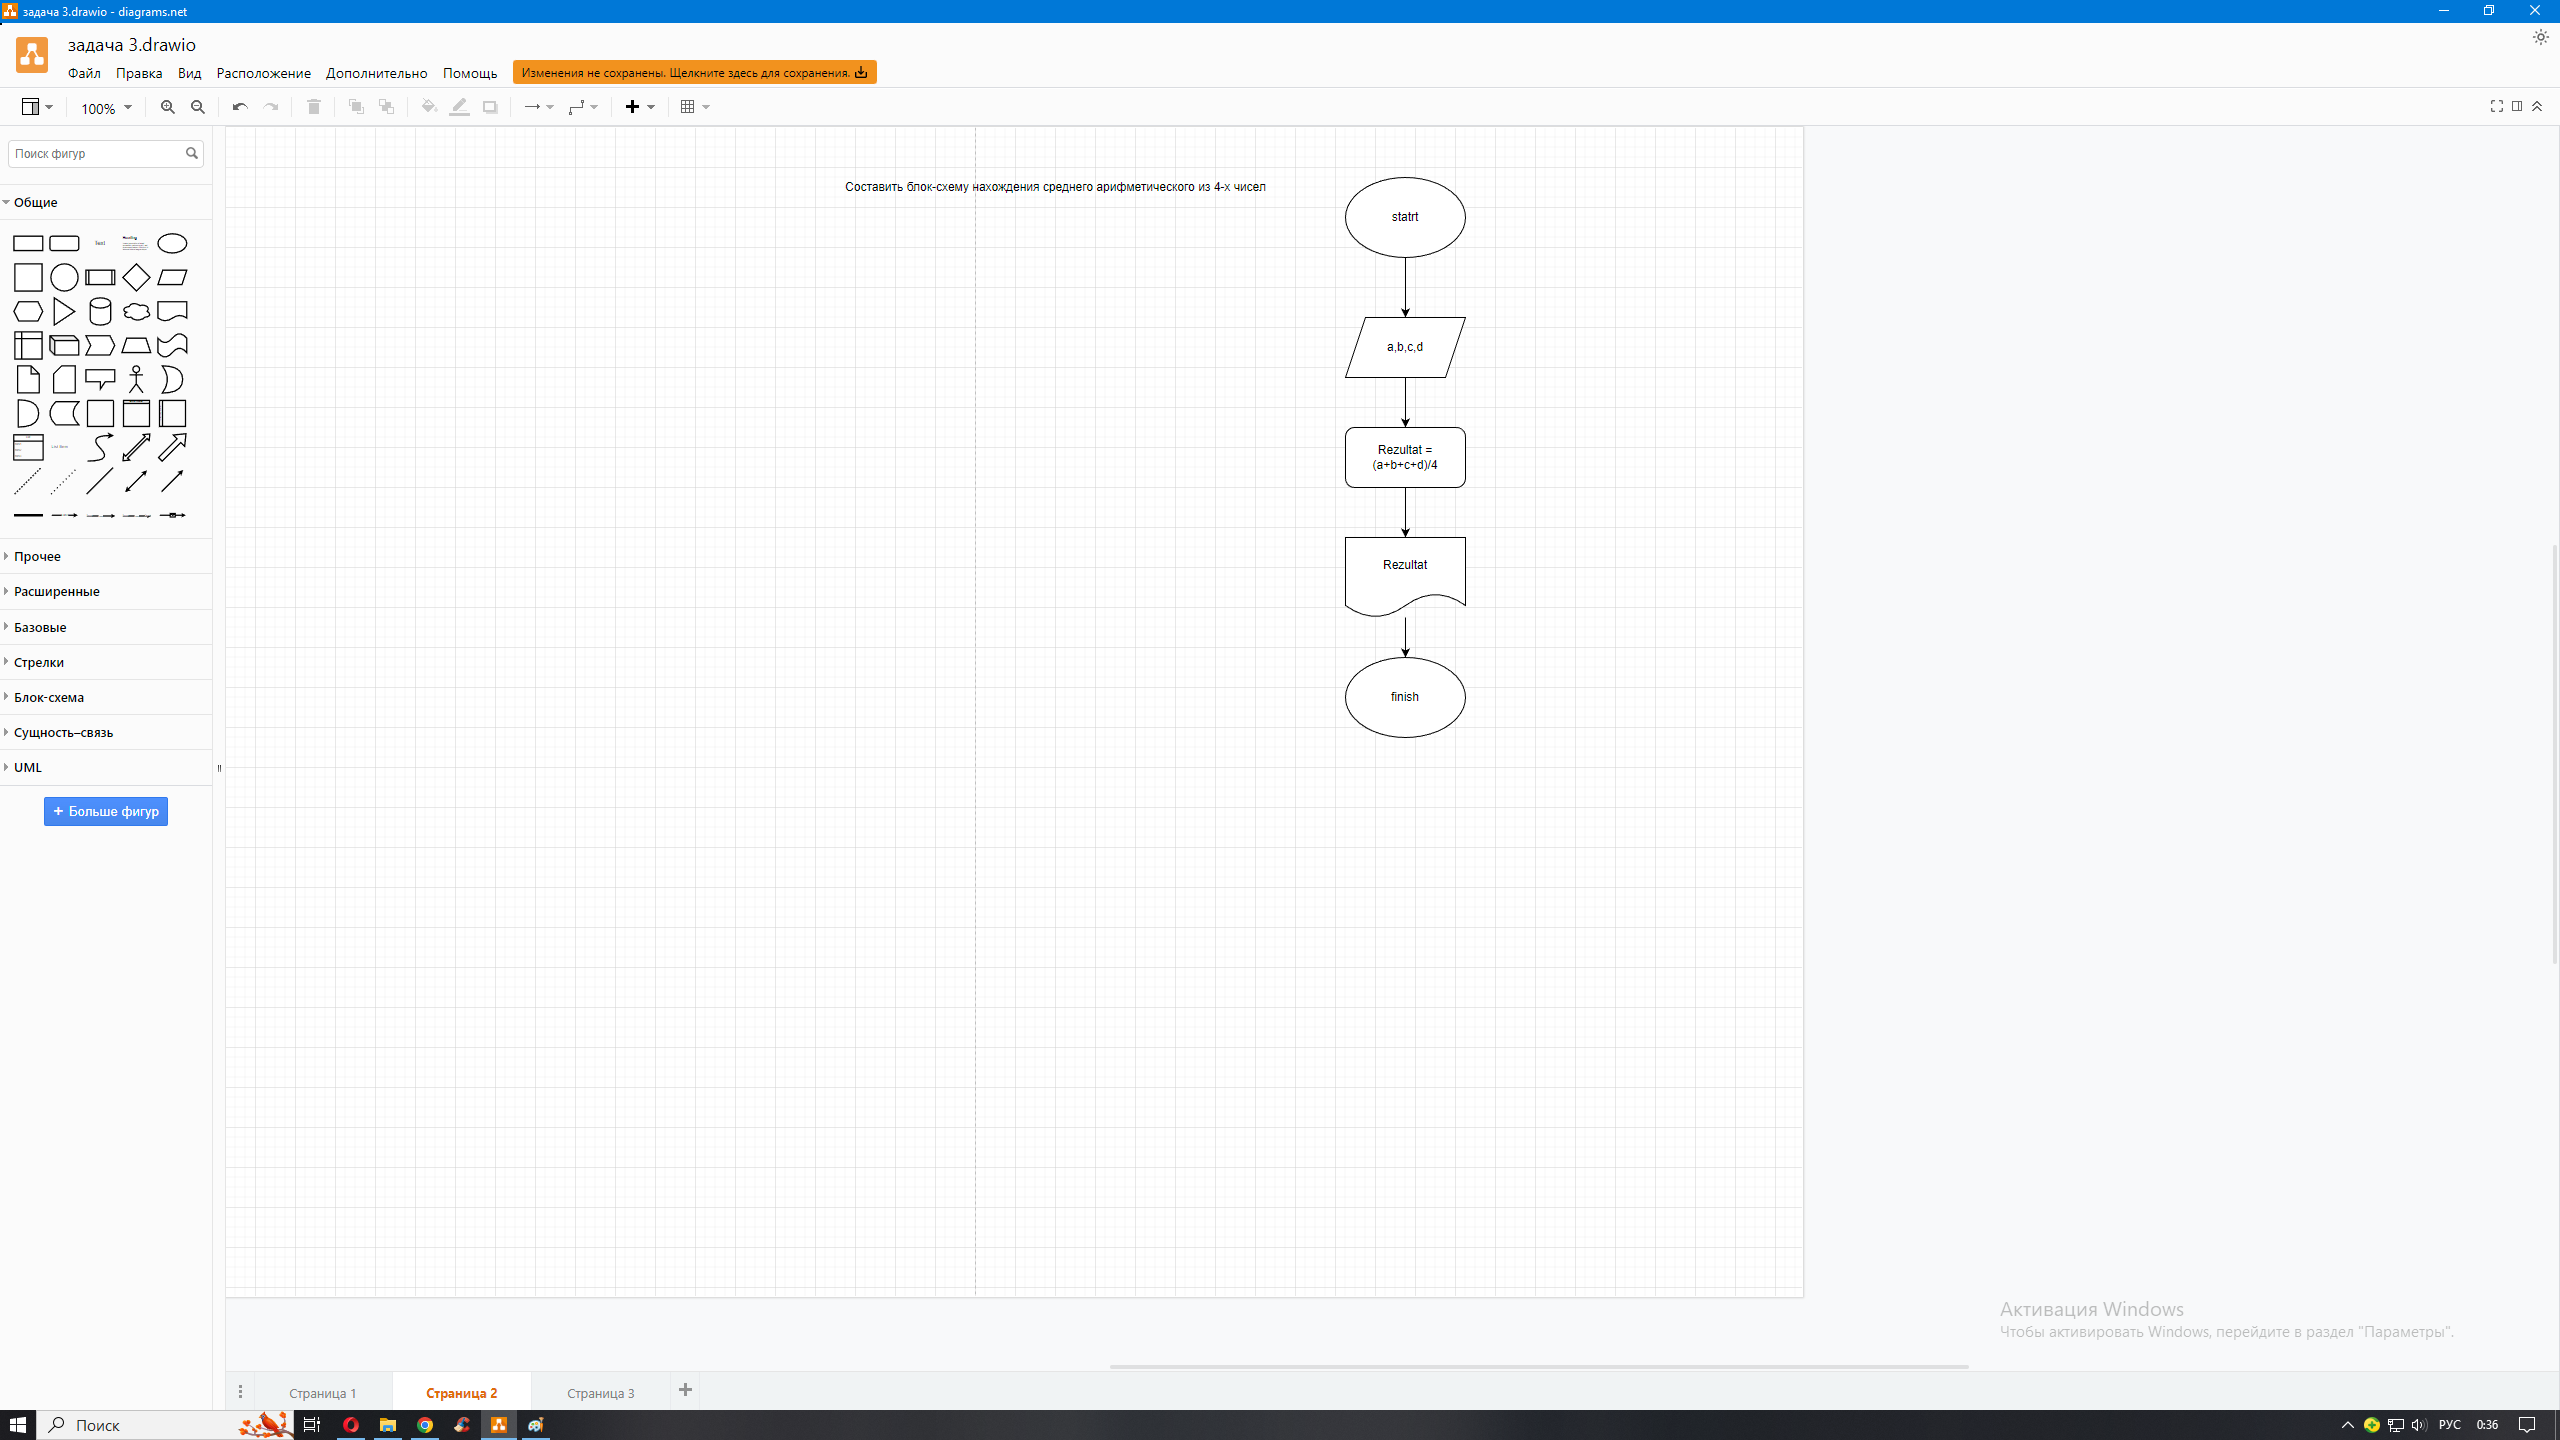 задача 3.drawio - diagrams.net
задача 3.drawio
Файл Правка Вид Расположение Дополнительно Помощь Изменения не сохранены. Щелкните здесь для сохранения.
100%
Поиск фигур
Общие
Text
Heading
Прочее
Расширенные
Базовые
Стрелки
Блок-схема
Сущность–связь
UML
+ Больше фигур
Составить блок-схему нахождения среднего арифметического из 4-х чисел
statrt
a,b,c,d
Rezultat =
(a+b+c+d)/4
Rezultat
finish
Активация Windows
Чтобы активировать Windows, перейдите в раздел "Параметры".
Страница 1 Страница 2 Страница 3
Поиск
РУС 0:36